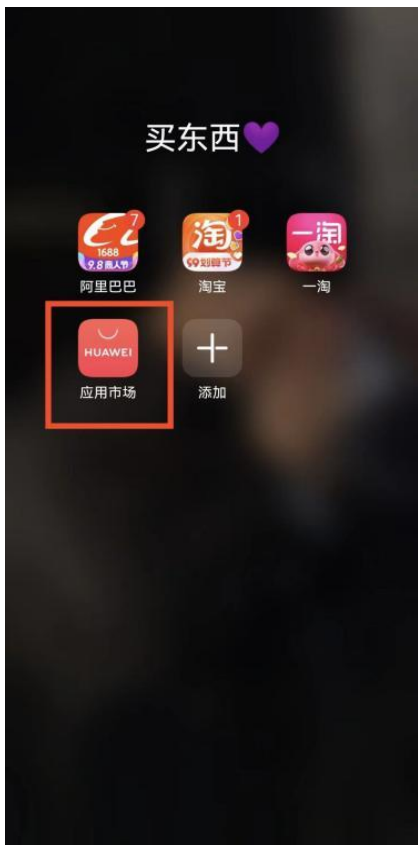 买东西💜
7
1
1688
9.8商人节
淘
99划算节
一淘
阿里巴巴
淘宝
一淘
HUAWEI
应用市场
添加